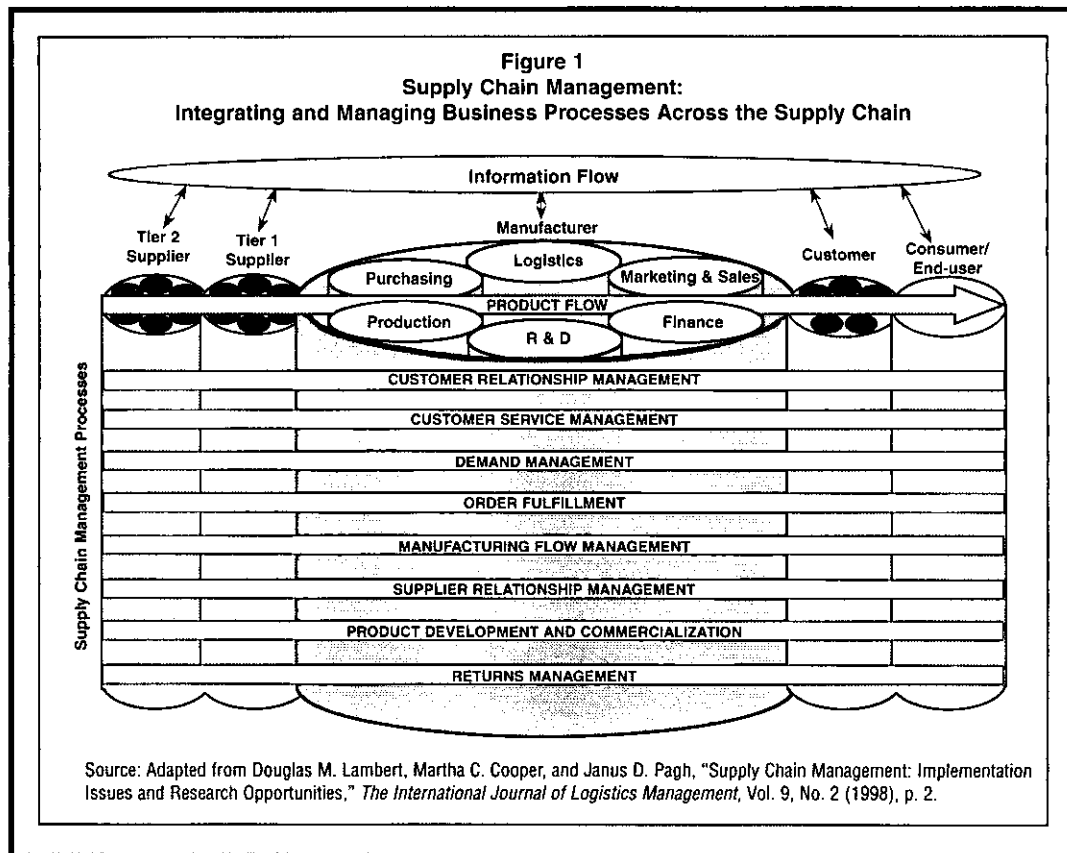 Figure 1
Supply Chain Management:
Integrating and Managing Business Processes Across the Supply Chain
Information Flow
Tier 2
Supplier
Tier 1
Supplier
Manufacturer
Customer
Consumer/
End-user
Logistics
Purchasing
Marketing & Sales
PRODUCT FLOW
Production
Finance
R & D
Supply Chain Management Processes
CUSTOMER RELATIONSHIP MANAGEMENT
CUSTOMER SERVICE MANAGEMENT
DEMAND MANAGEMENT
ORDER FULFILLMENT
MANUFACTURING FLOW MANAGEMENT
SUPPLIER RELATIONSHIP MANAGEMENT
PRODUCT DEVELOPMENT AND COMMERCIALIZATION
RETURNS MANAGEMENT
Source: Adapted from Douglas M. Lambert, Martha C. Cooper, and Janus D. Pagh, “Supply Chain Management: Implementation
Issues and Research Opportunities,” The International Journal of Logistics Management, Vol. 9, No. 2 (1998), p. 2.